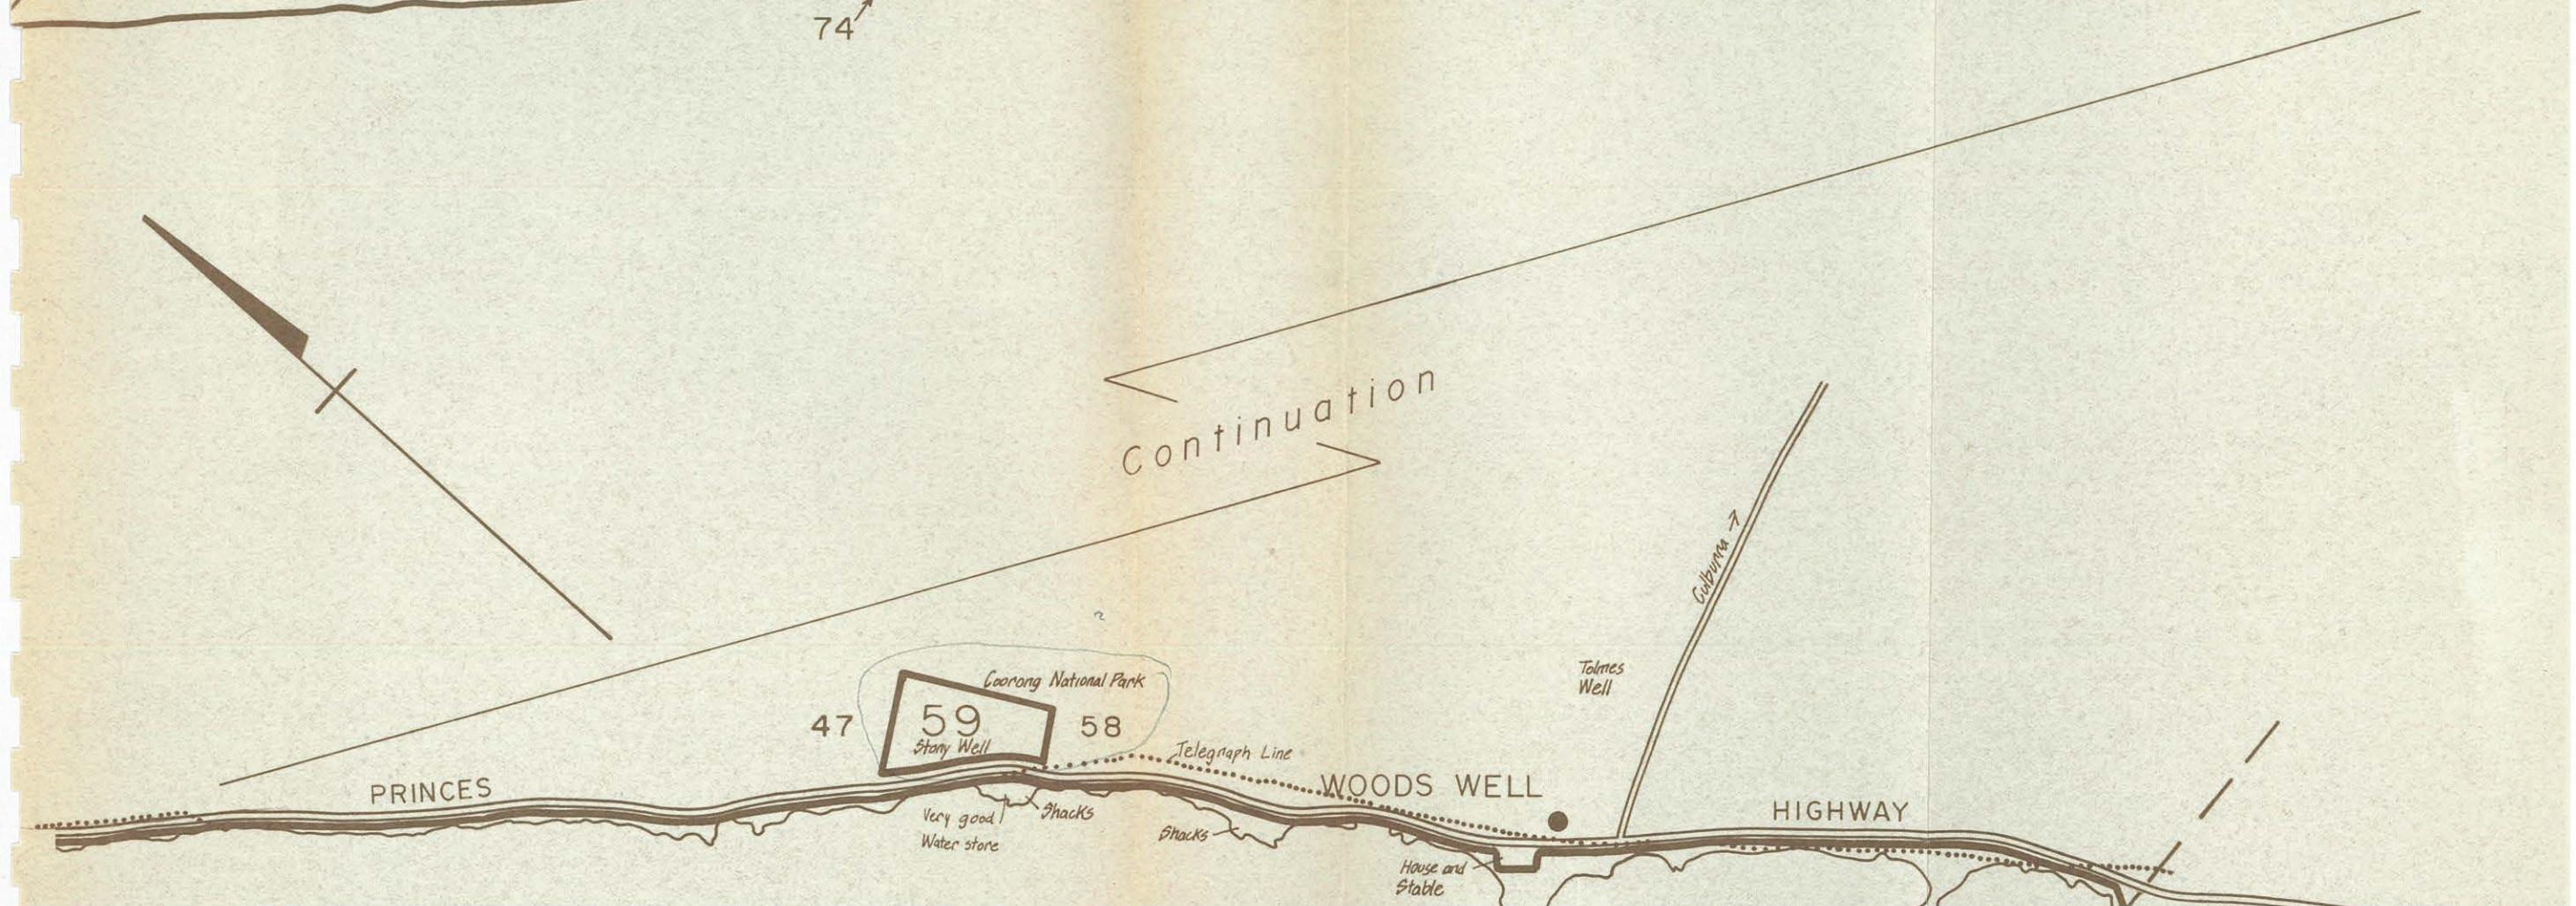 74
Continuation
Culburra
Tolmes
Well
Coorong National Park
47
59
58
Stony Well
Telegraph Line
PRINCES
WOODS WELL
HIGHWAY
Very good
Water store
Shacks
Shacks
House and
Stable